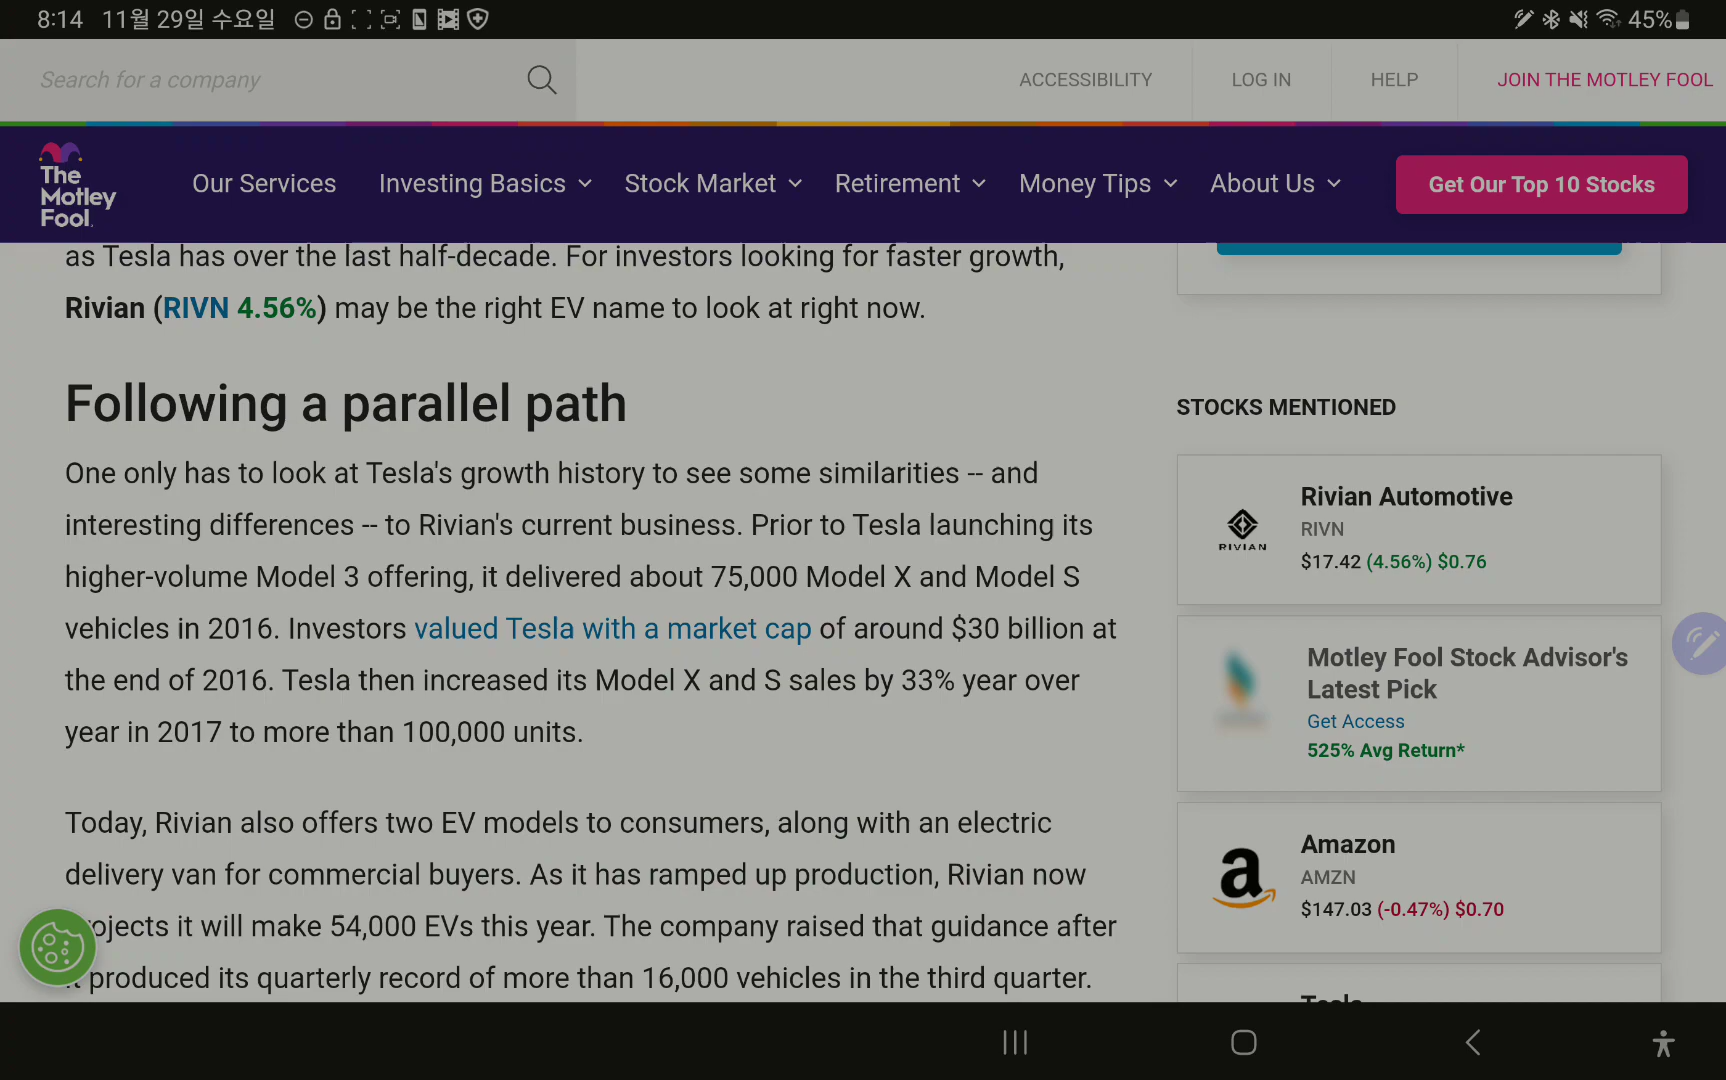 8:14 11월 29일 수요일
45%
Search for a company
ACCESSIBILITY
LOG IN
HELP
JOIN THE MOTLEY FOOL
The
Motley
Fool.
Our Services
Investing Basics
Stock Market
Retirement
Money Tips
About Us
Get Our Top 10 Stocks
as Tesla has over the last half-decade. For investors looking for faster growth,
Rivian (RIVN 4.56%) may be the right EV name to look at right now.
Following a parallel path
One only has to look at Tesla's growth history to see some similarities -- and
interesting differences -- to Rivian's current business. Prior to Tesla launching its
higher-volume Model 3 offering, it delivered about 75,000 Model X and Model S
vehicles in 2016. Investors valued Tesla with a market cap of around $30 billion at
the end of 2016. Tesla then increased its Model X and S sales by 33% year over
year in 2017 to more than 100,000 units.
Today, Rivian also offers two EV models to consumers, along with an electric
delivery van for commercial buyers. As it has ramped up production, Rivian now
projects it will make 54,000 EVs this year. The company raised that guidance after
it produced its quarterly record of more than 16,000 vehicles in the third quarter.
STOCKS MENTIONED
RIVIAN
Rivian Automotive
RIVN
$17.42 (4.56%) $0.76
Motley Fool Stock Advisor's
Latest Pick
Get Access
525% Avg Return*
a
Amazon
AMZN
$147.03 (-0.47%) $0.70
Tesla